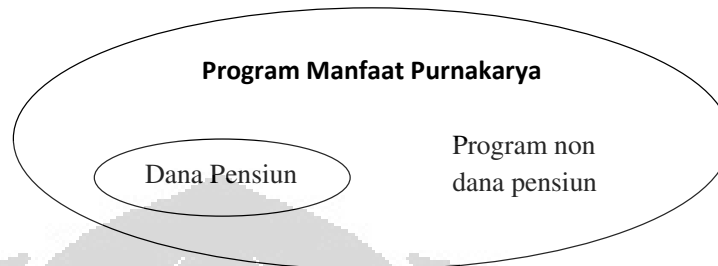 Program Manfaat Purnakarya
Dana Pensiun
Program non
dana pensiun